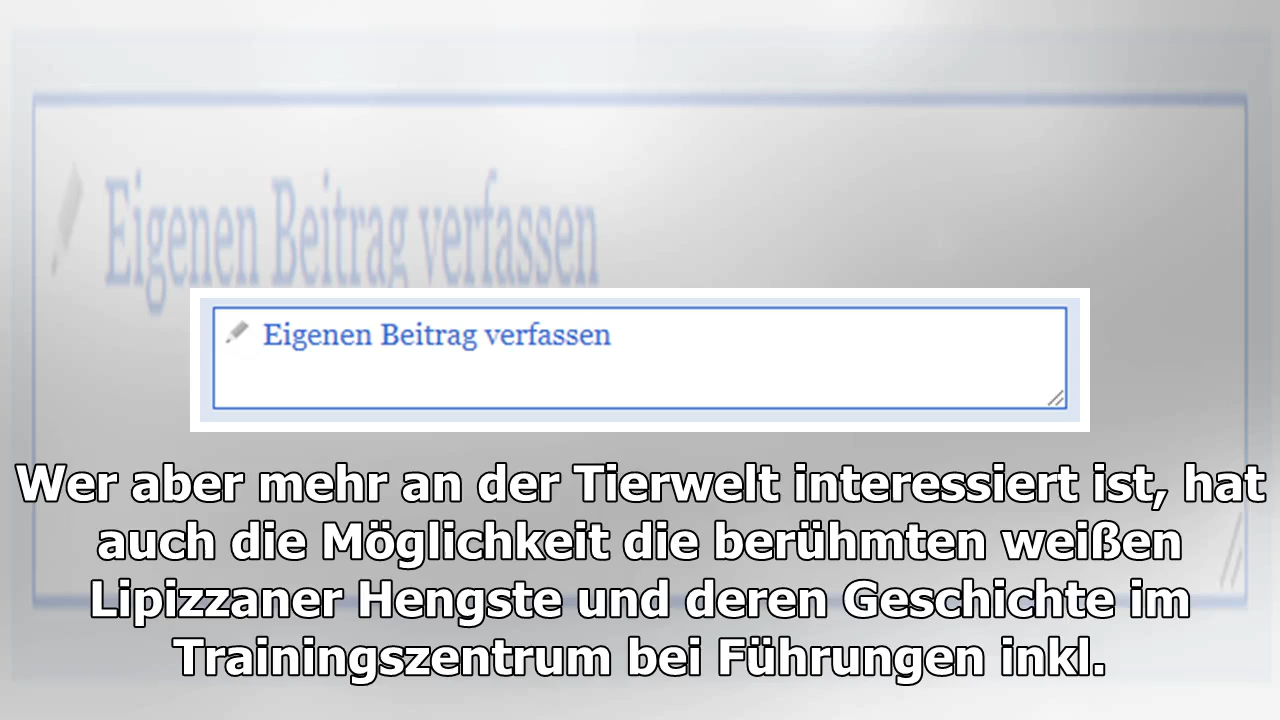 Eigenen Beitrag verfassen
Eigenen Beitrag verfassen
Wer aber mehr an der Tierwelt interessiert ist, hat
auch die Möglichkeit die berühmten weißen
Lipizzaner Hengste und deren Geschichte im
Trainingszentrum bei Führungen inkl.